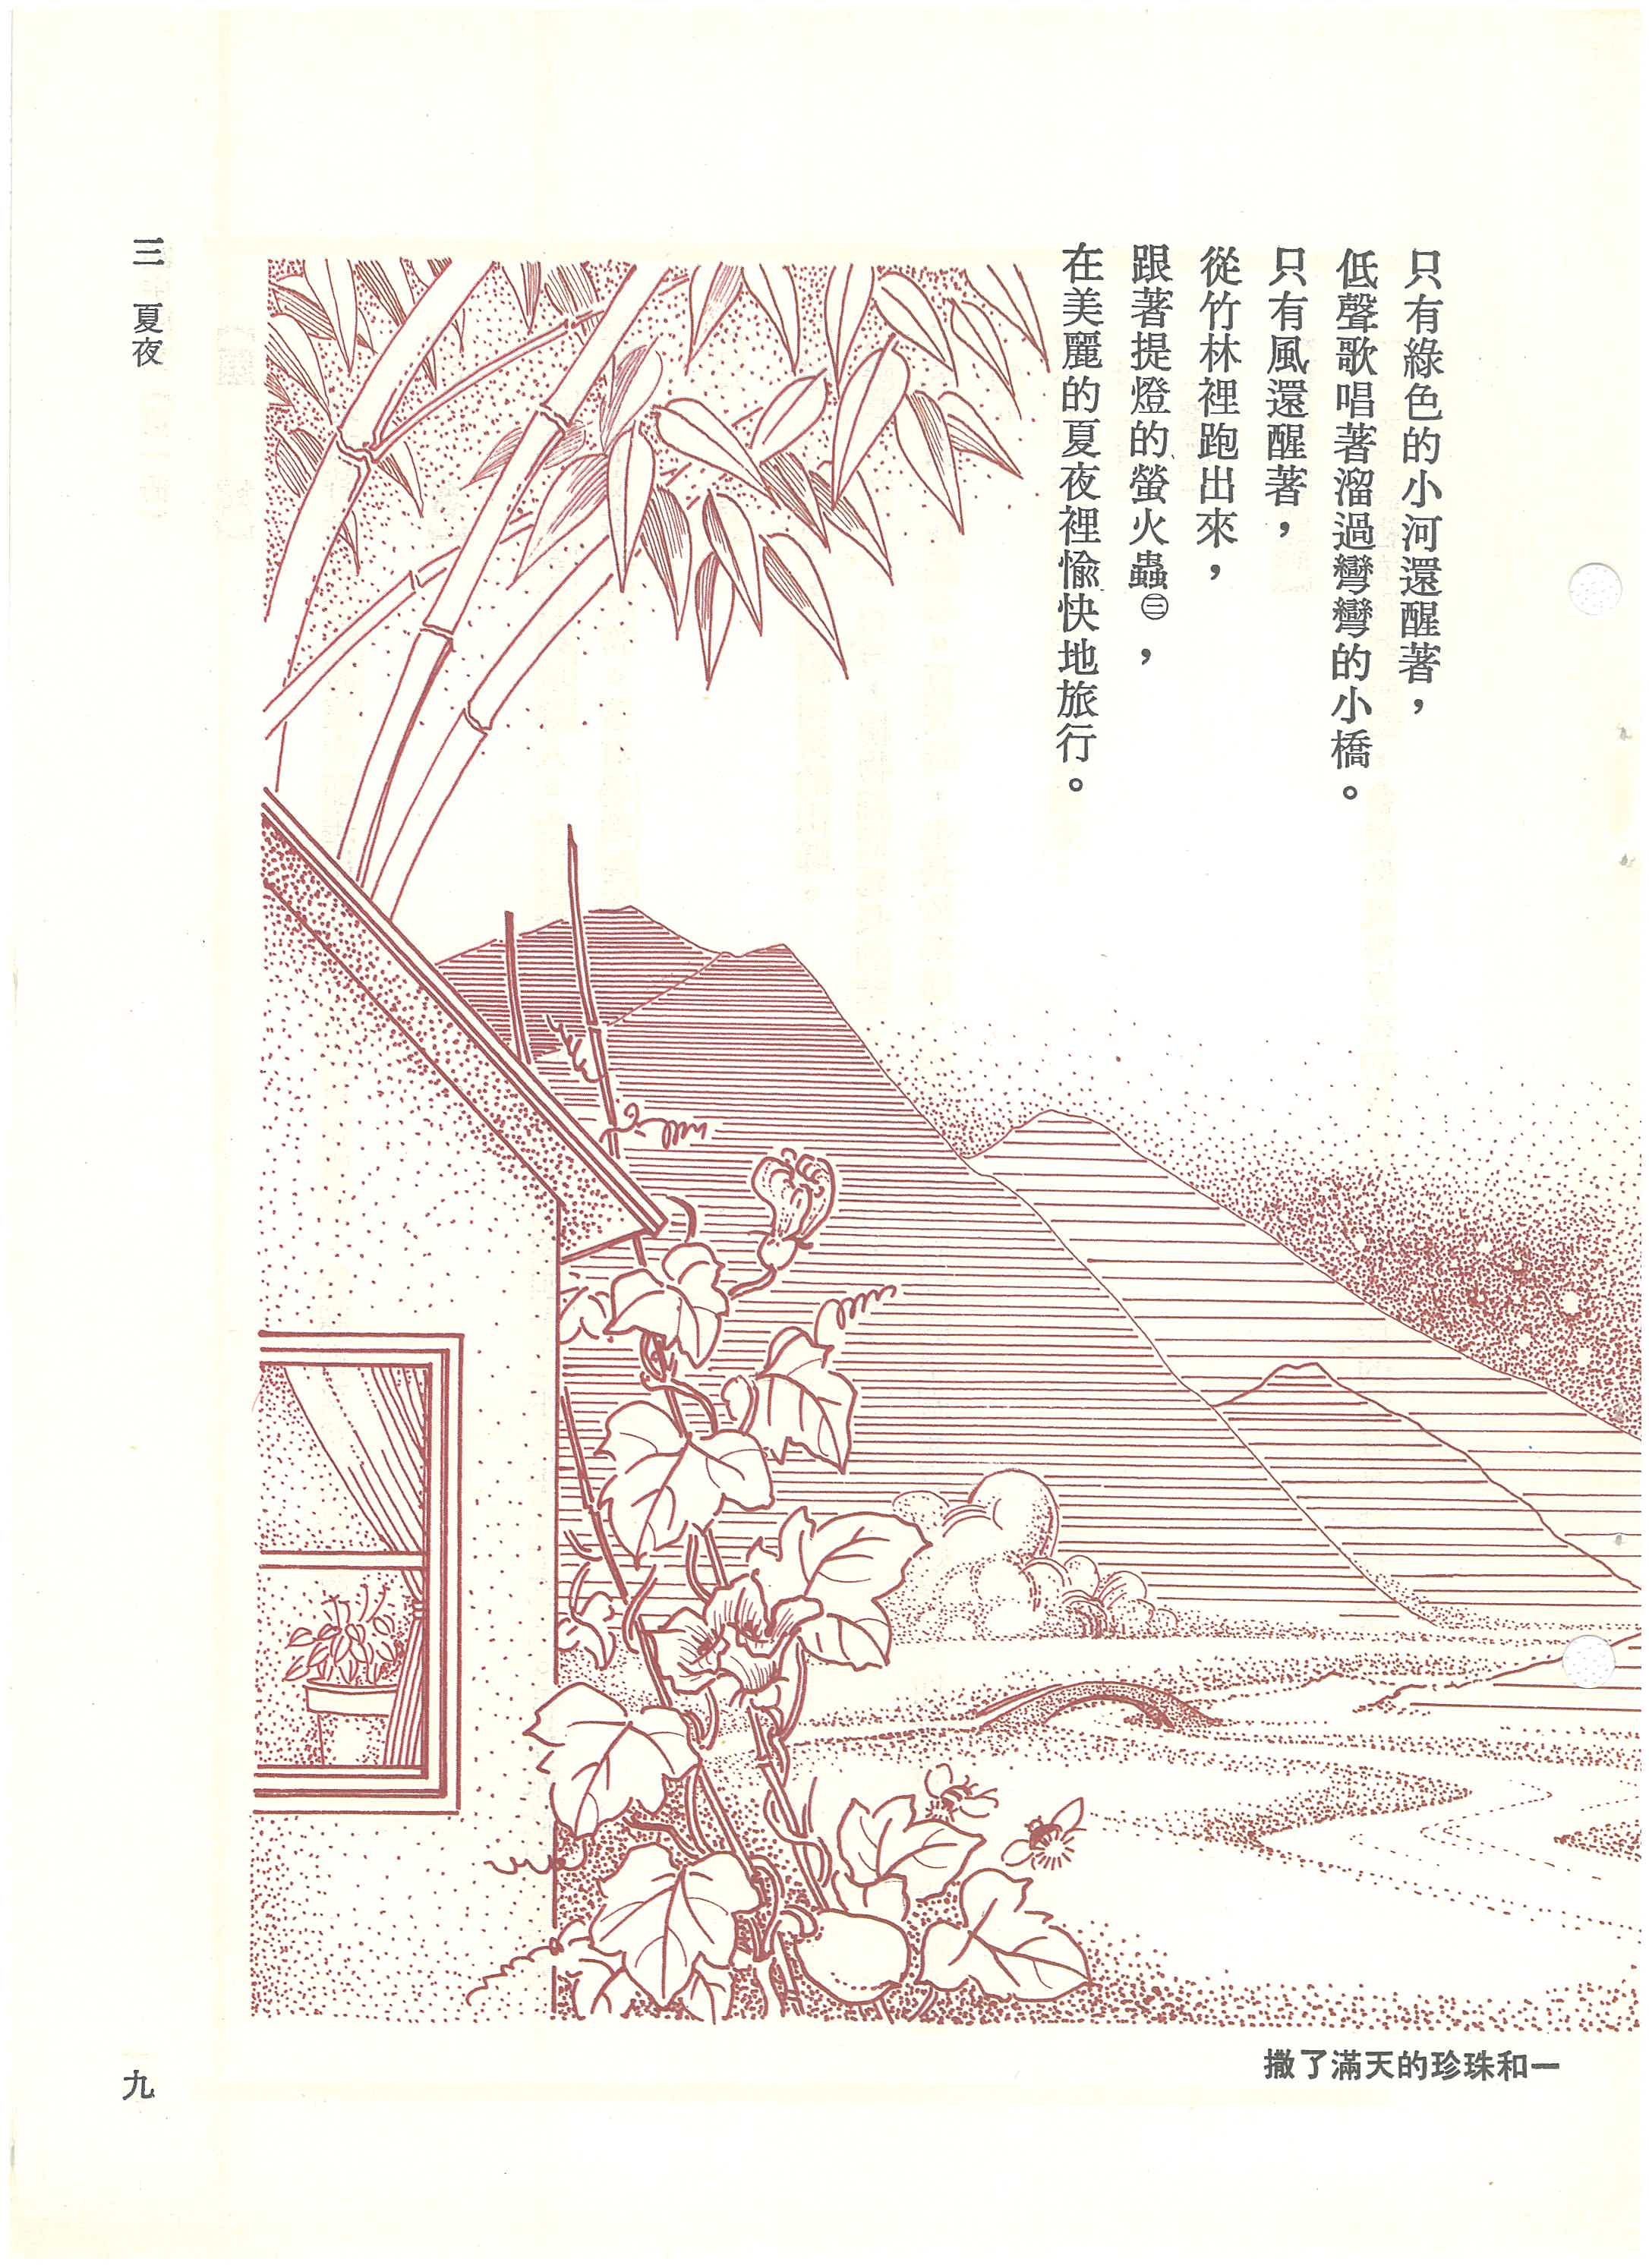 只有綠色的小河還醒著，
低聲歌唱著溜過彎彎的小橋。
只有風還醒著，
從竹林裡跑出來，
跟著提燈的螢火蟲㊂，
在美麗的夏夜裡愉快地旅行。
三　夏夜
九
撒了滿天的珍珠和一